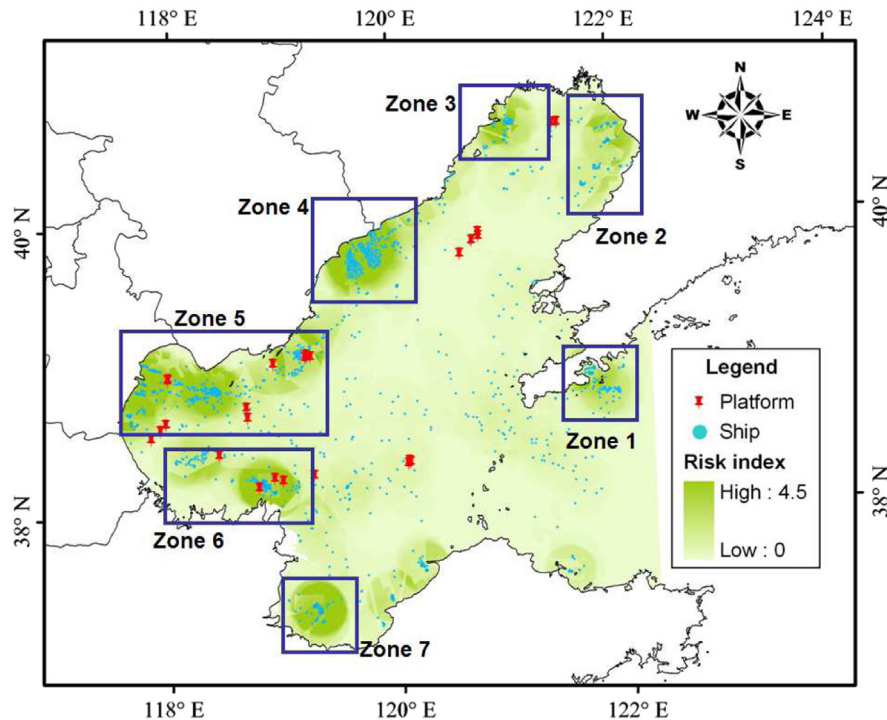 118° E 120° E 122° E 124° E
N
W E
S
Zone 3
Zone 4
Zone 2
40° N
40° N
Zone 5
Legend
Platform
Ship
Zone 1
Risk index
High : 4.5
Low : 0
38° N
38° N
Zone 6
Zone 7
118° E 120° E 122° E